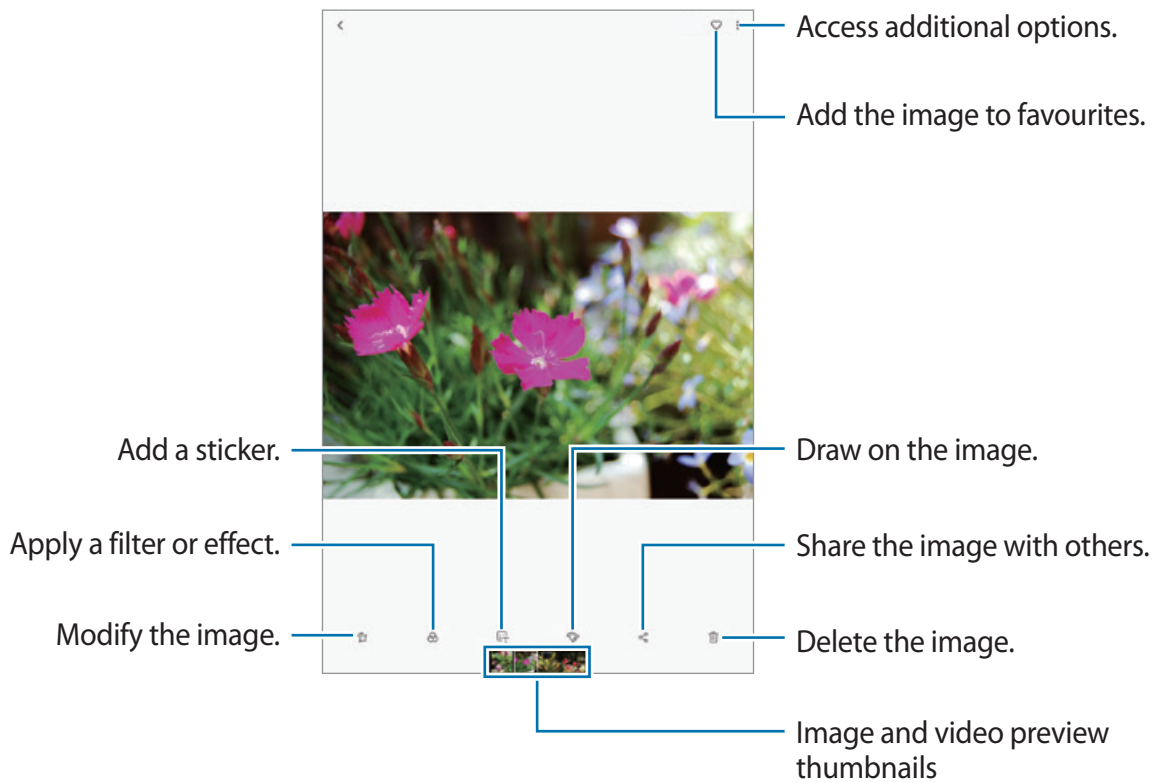 Access additional options.
Add the image to favourites.
Add a sticker.
Draw on the image.
Apply a filter or effect.
Share the image with others.
Modify the image.
Delete the image.
Image and video preview
thumbnails